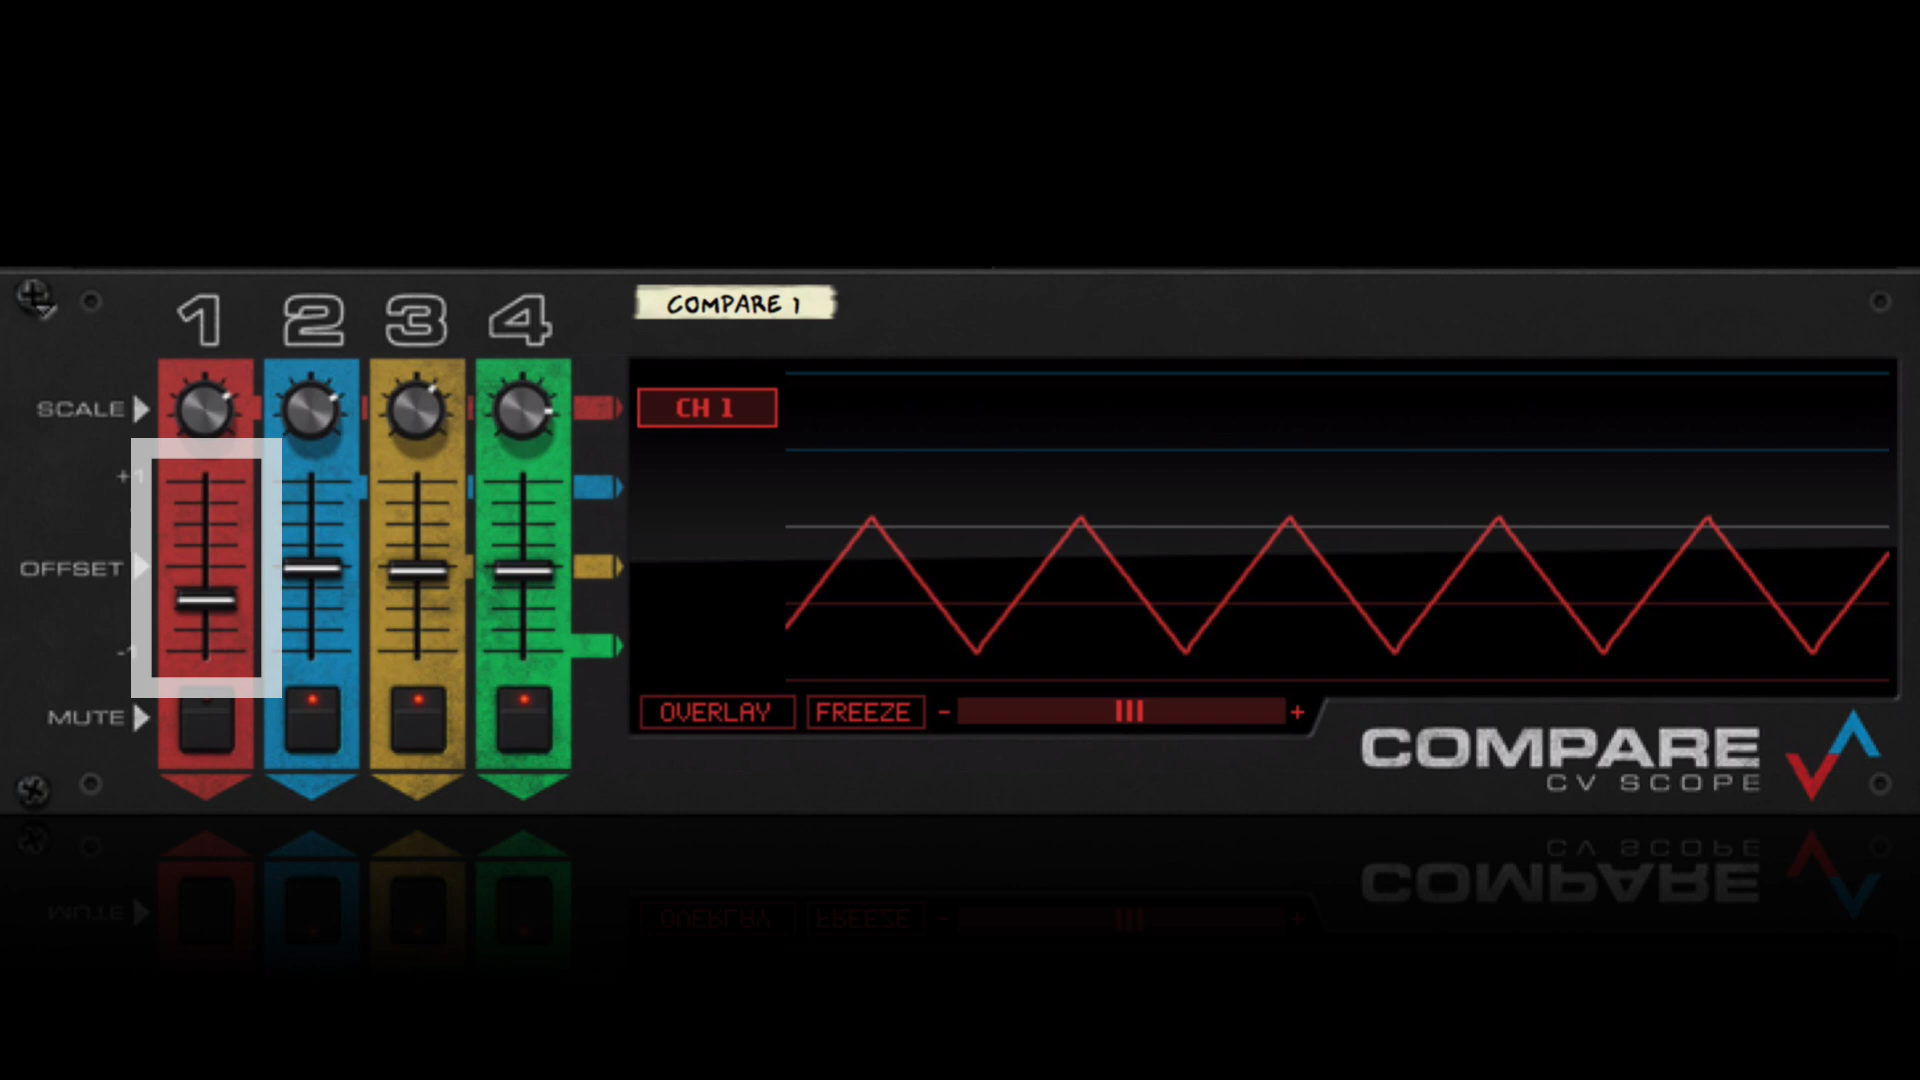 1 2 3 4
COMPARE 1
SCALE
CH 1
+1
OFFSET
-1
MUTE
OVERLAY FREEZE - +
COMPARE
CV SCOPE